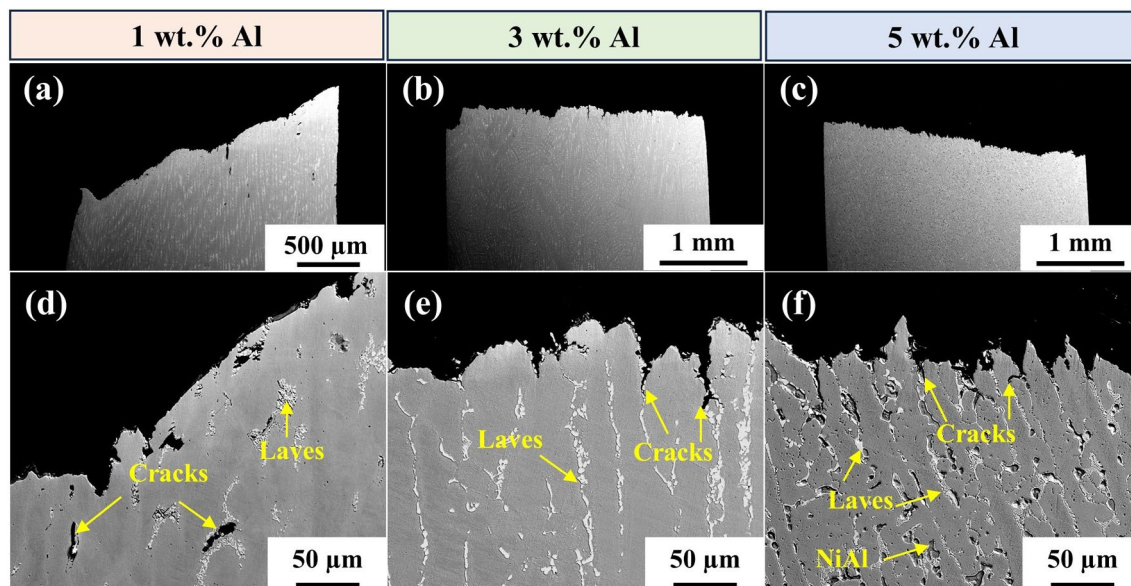 1 wt.% Al
3 wt.% Al
5 wt.% Al
(a)
500 μm
(b)
1 mm
(c)
1 mm
(d)
Laves
Cracks
50 μm
(e)
Laves
Cracks
50 μm
(f)
Cracks
Laves
NiAl
50 μm